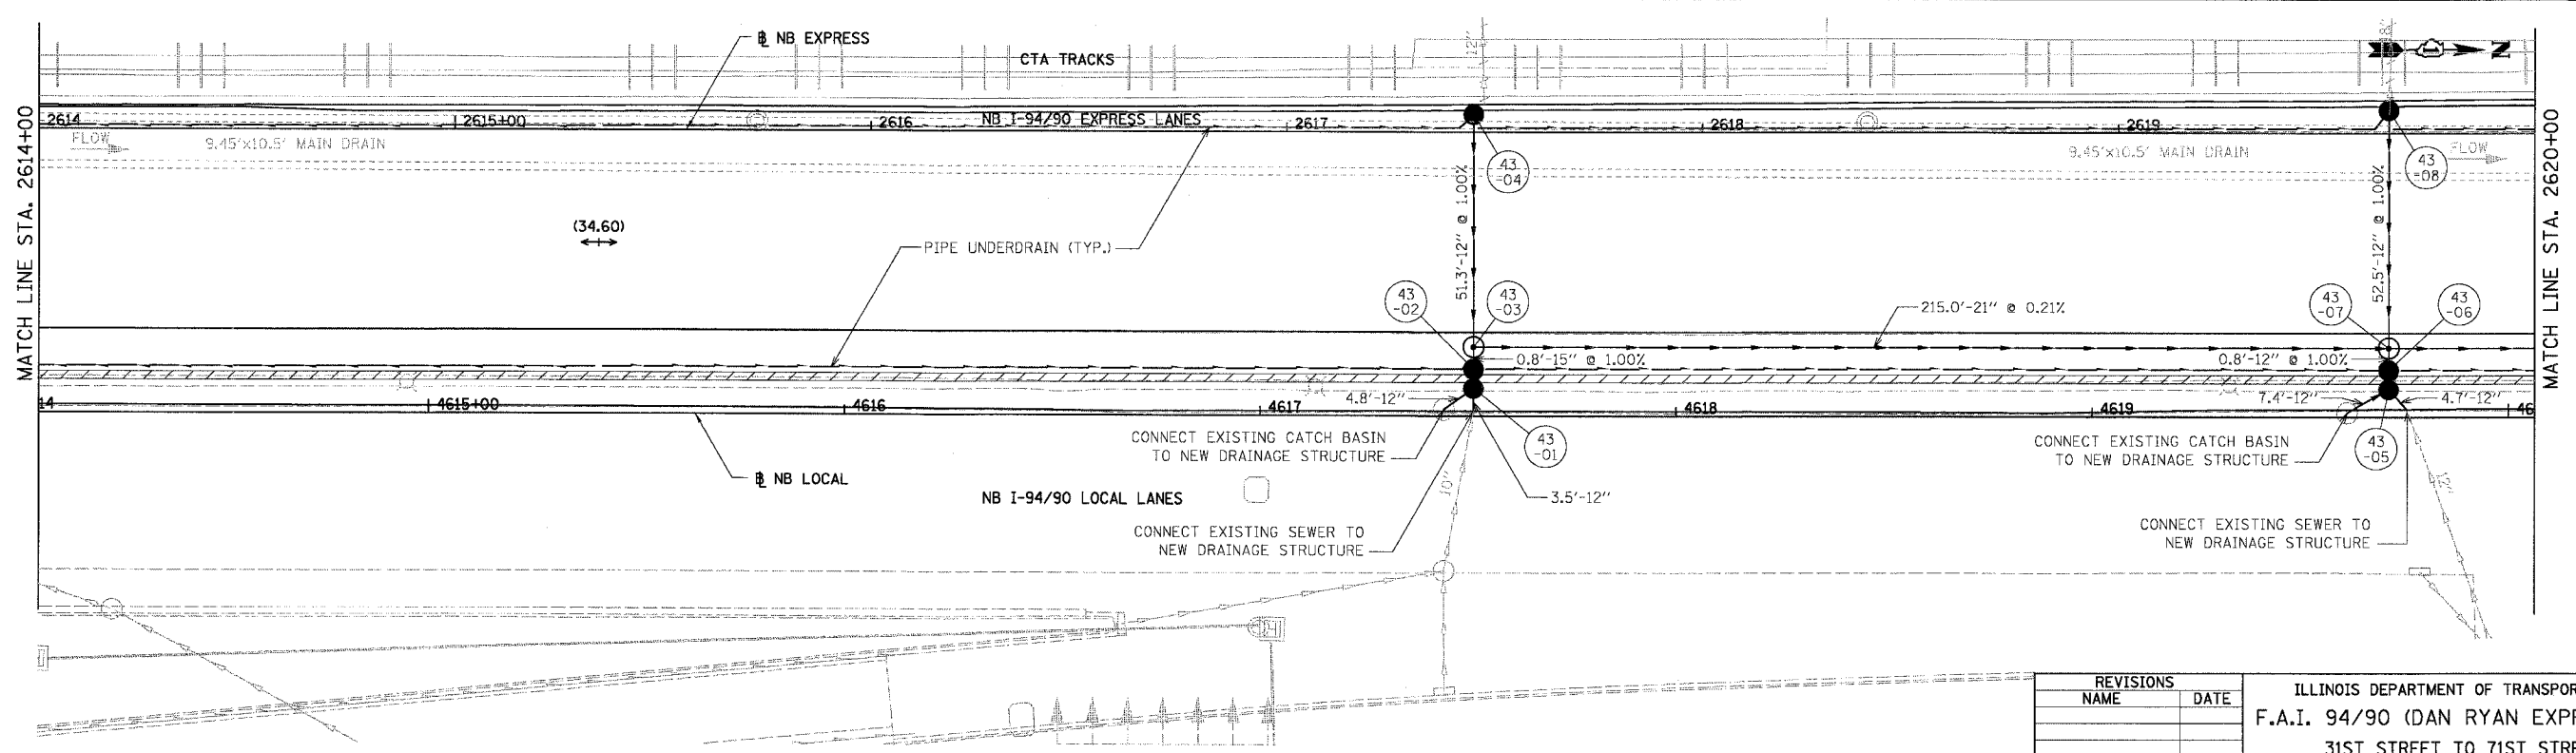 MATCH LINE STA. 2614+00
MATCH LINE STA. 2620+00
℄ NB EXPRESS
CTA TRACKS
12"
N
2614
2615+00
2616
NB I-94/90 EXPRESS LANES
2617
2618
2619
FLOW
9.45'x10.5' MAIN DRAIN
9.45'x10.5' MAIN DRAIN
FLOW
43
-04
43
-08
51.3'-12" @ 1.00%
52.5'-12" @ 1.00%
(34.60)
PIPE UNDERDRAIN (TYP.)
43
-02
43
-03
215.0'-21" @ 0.21%
43
-07
43
-06
0.8'-15" @ 1.00%
0.8'-12" @ 1.00%
14
4615+00
4616
4617
4618
4619
46
4.8'-12"
7.4'-12"
4.7'-12"
CONNECT EXISTING CATCH BASIN
TO NEW DRAINAGE STRUCTURE
43
-01
CONNECT EXISTING CATCH BASIN
TO NEW DRAINAGE STRUCTURE
43
-05
℄ NB LOCAL
NB I-94/90 LOCAL LANES
10"
3.5'-12"
12"
CONNECT EXISTING SEWER TO
NEW DRAINAGE STRUCTURE
CONNECT EXISTING SEWER TO
NEW DRAINAGE STRUCTURE
REVISIONS
NAME DATE
ILLINOIS DEPARTMENT OF TRANSPOR
F.A.I. 94/90 (DAN RYAN EXPR
31ST STREET TO 71ST STRE